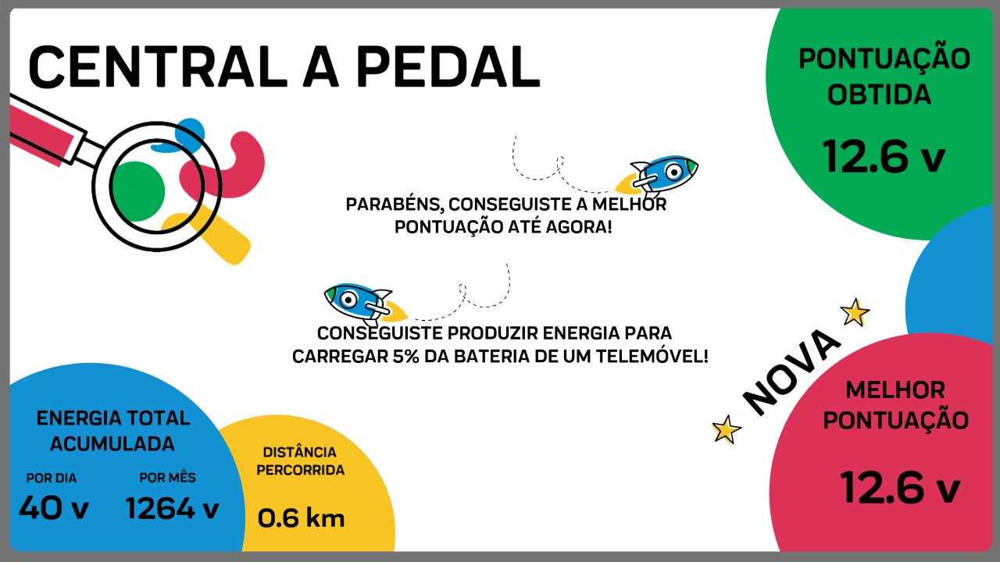 CENTRAL A PEDAL
PONTUAÇÃO
OBTIDA
12.6 v
PARABÉNS, CONSEGUISTE A MELHOR
PONTUAÇÃO ATÉ AGORA!
CONSEGUISTE PRODUZIR ENERGIA PARA
CARREGAR 5% DA BATERIA DE UM TELEMÓVEL!
NOVA
MELHOR
PONTUAÇÃO
12.6 v
ENERGIA TOTAL
ACUMULADA
POR DIA
40 v
POR MÊS
1264 v
DISTÂNCIA
PERCORRIDA
0.6 km